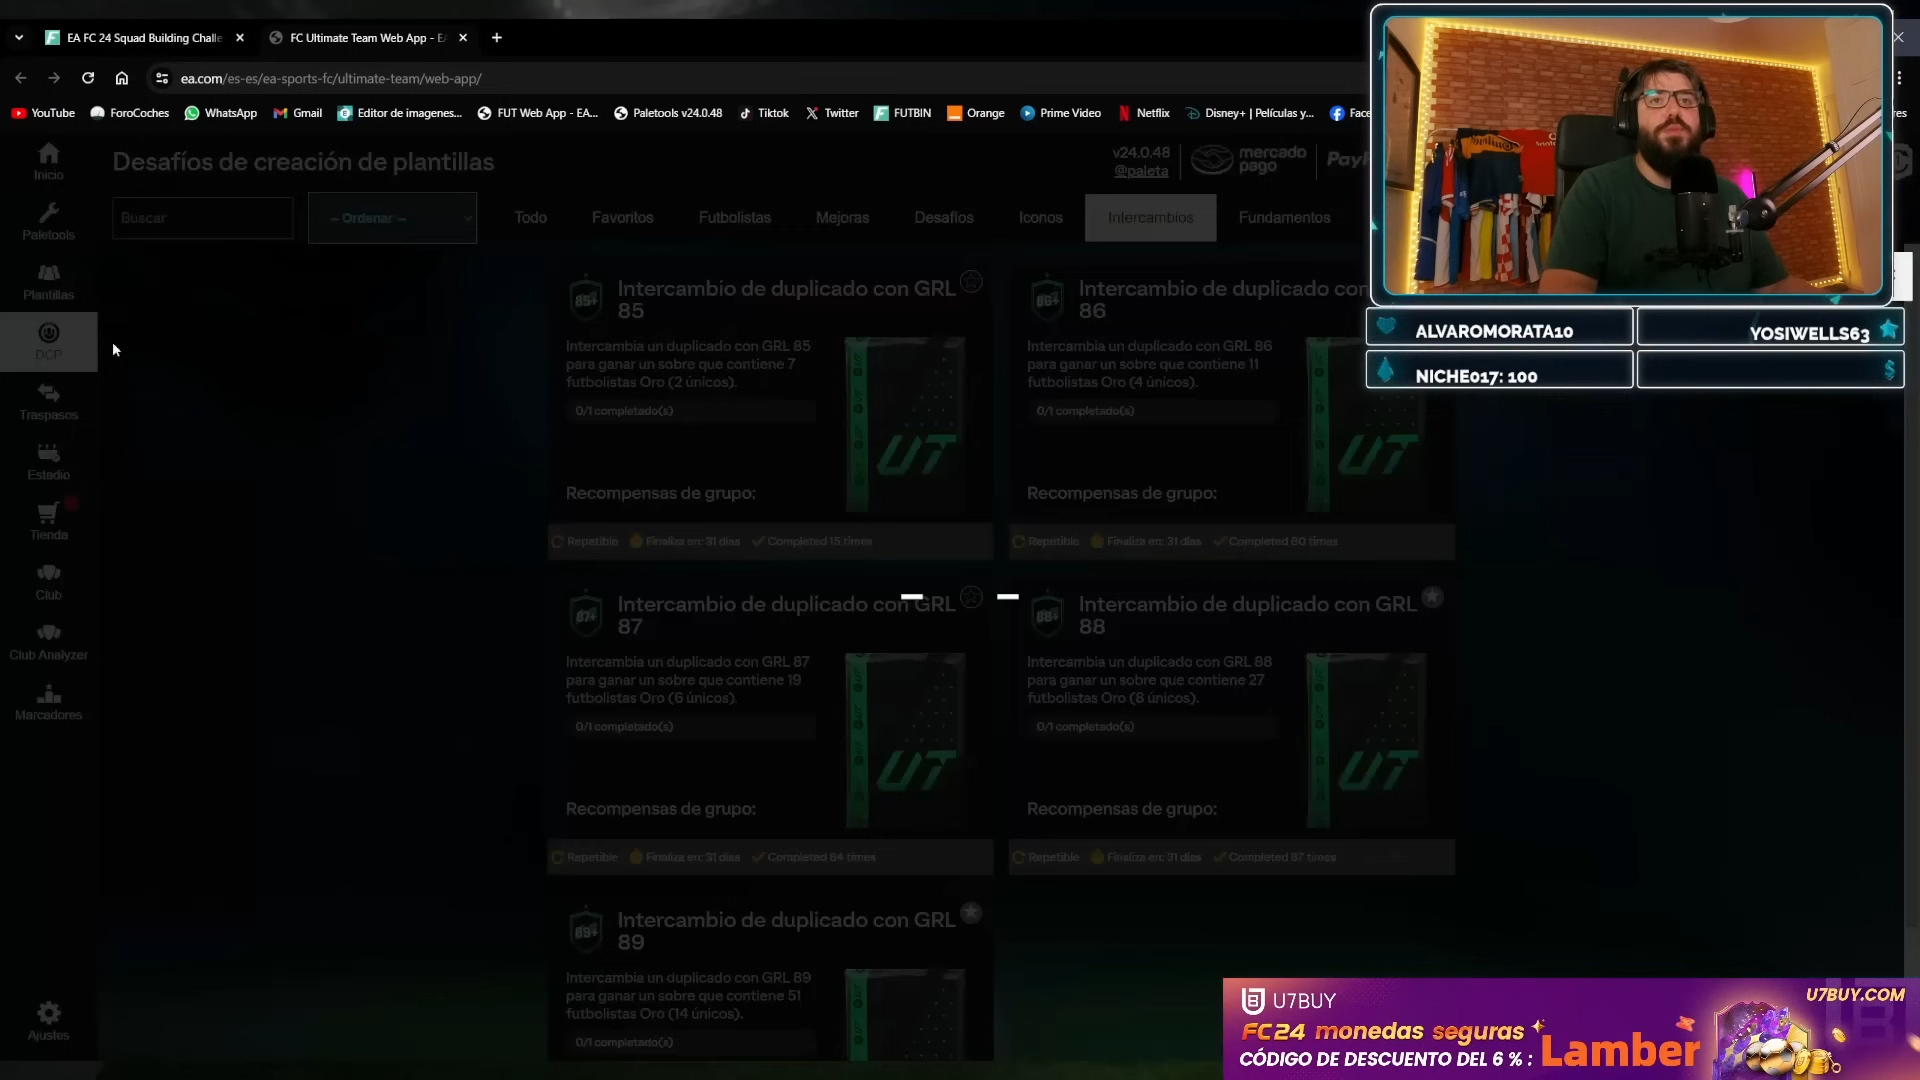 EA FC 24 Squad Building Challe
FC Ultimate Team Web App - EA
ea.com/es-es/ea-sports-fc/ultimate-team/web-app/
YouTube
ForoCoches
WhatsApp
Gmail
Editor de imagenes...
FUT Web App - EA...
Paletools v24.0.48
Tiktok
Twitter
FUTBIN
Orange
Prime Video
Netflix
Disney+ | Películas y...
Face
res
Inicio
Paletools
Plantillas
DCP
Traspasos
Estadio
Tienda
Club
Club Analyzer
Marcadores
Ajustes
Desafíos de creación de plantillas
v24.0.48
@paleta
mercado
pago
PayP
Buscar
-- Ordenar --
Todo
Favoritos
Futbolistas
Mejoras
Desafíos
Iconos
Intercambios
Fundamentos
85+
Intercambio de duplicado con GRL
85
Intercambia un duplicado con GRL 85
para ganar un sobre que contiene 7
futbolistas Oro (2 únicos).
0/1 completado(s)
UT
Recompensas de grupo:
Repetible
Finaliza en: 31 días
Completed 15 times
86+
Intercambio de duplicado con
86
Intercambia un duplicado con GRL 86
para ganar un sobre que contiene 11
futbolistas Oro (4 únicos).
0/1 completado(s)
UT
Recompensas de grupo:
Repetible
Finaliza en: 31 días
Completed 60 times
87+
Intercambio de duplicado con GRL
87
Intercambia un duplicado con GRL 87
para ganar un sobre que contiene 19
futbolistas Oro (6 únicos).
0/1 completado(s)
UT
Recompensas de grupo:
Repetible
Finaliza en: 31 días
Completed 64 times
88+
Intercambio de duplicado con GRL
88
Intercambia un duplicado con GRL 88
para ganar un sobre que contiene 27
futbolistas Oro (8 únicos).
0/1 completado(s)
UT
Recompensas de grupo:
Repetible
Finaliza en: 31 días
Completed 87 times
89+
Intercambio de duplicado con GRL
89
Intercambia un duplicado con GRL 89
para ganar un sobre que contiene 51
futbolistas Oro (14 únicos).
0/1 completado(s)
ALVAROMORATA10
YOSIWELLS63
NICHE017: 100
U7BUY
U7BUY.COM
FC24 monedas seguras
CÓDIGO DE DESCUENTO DEL 6 % : Lamber